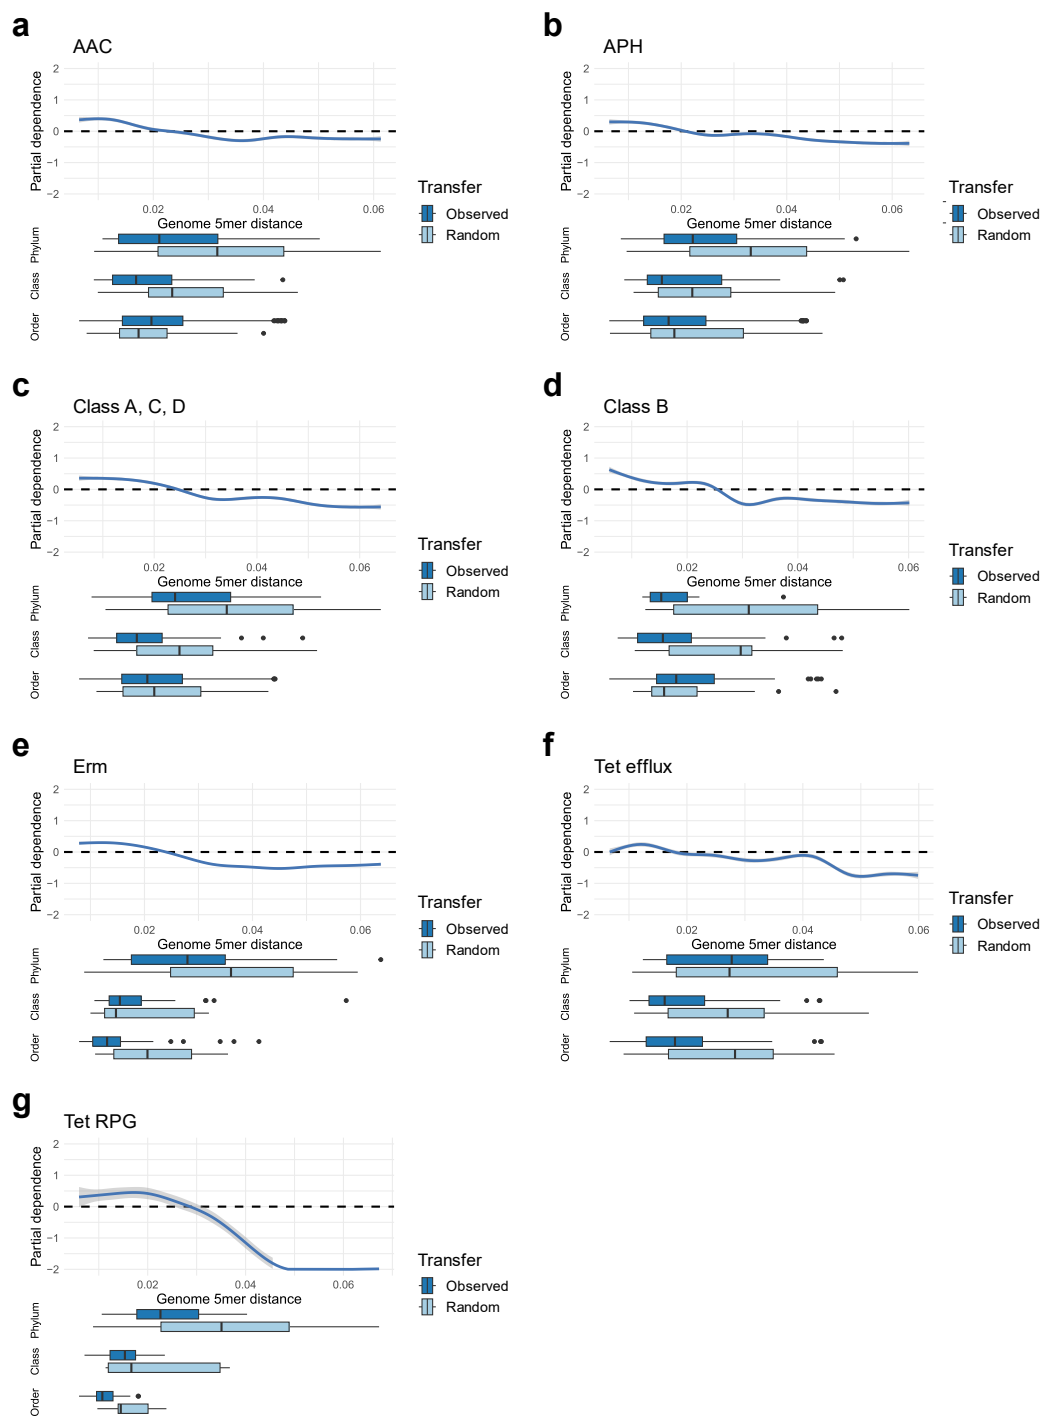 a
AAC
2
1
0
−1
−2
Partial dependence
0.02 0.04 0.06
Genome 5mer distance
Phylum
Class
Order
Transfer
Observed
Random
b
APH
2
1
0
−1
−2
Partial dependence
0.02 0.04 0.06
Genome 5mer distance
Phylum
Class
Order
Transfer
Observed
Random
c
Class A, C, D
2
1
0
−1
−2
Partial dependence
0.02 0.04 0.06
Genome 5mer distance
Phylum
Class
Order
Transfer
Observed
Random
d
Class B
2
1
0
−1
−2
Partial dependence
0.02 0.04 0.06
Genome 5mer distance
Phylum
Class
Order
Transfer
Observed
Random
e
Erm
2
1
0
−1
−2
Partial dependence
0.02 0.04 0.06
Genome 5mer distance
Phylum
Class
Order
Transfer
Observed
Random
f
Tet efflux
2
1
0
−1
−2
Partial dependence
0.02 0.04 0.06
Genome 5mer distance
Phylum
Class
Order
Transfer
Observed
Random
g
Tet RPG
2
1
0
−1
−2
Partial dependence
0.02 0.04 0.06
Genome 5mer distance
Phylum
Class
Order
Transfer
Observed
Random